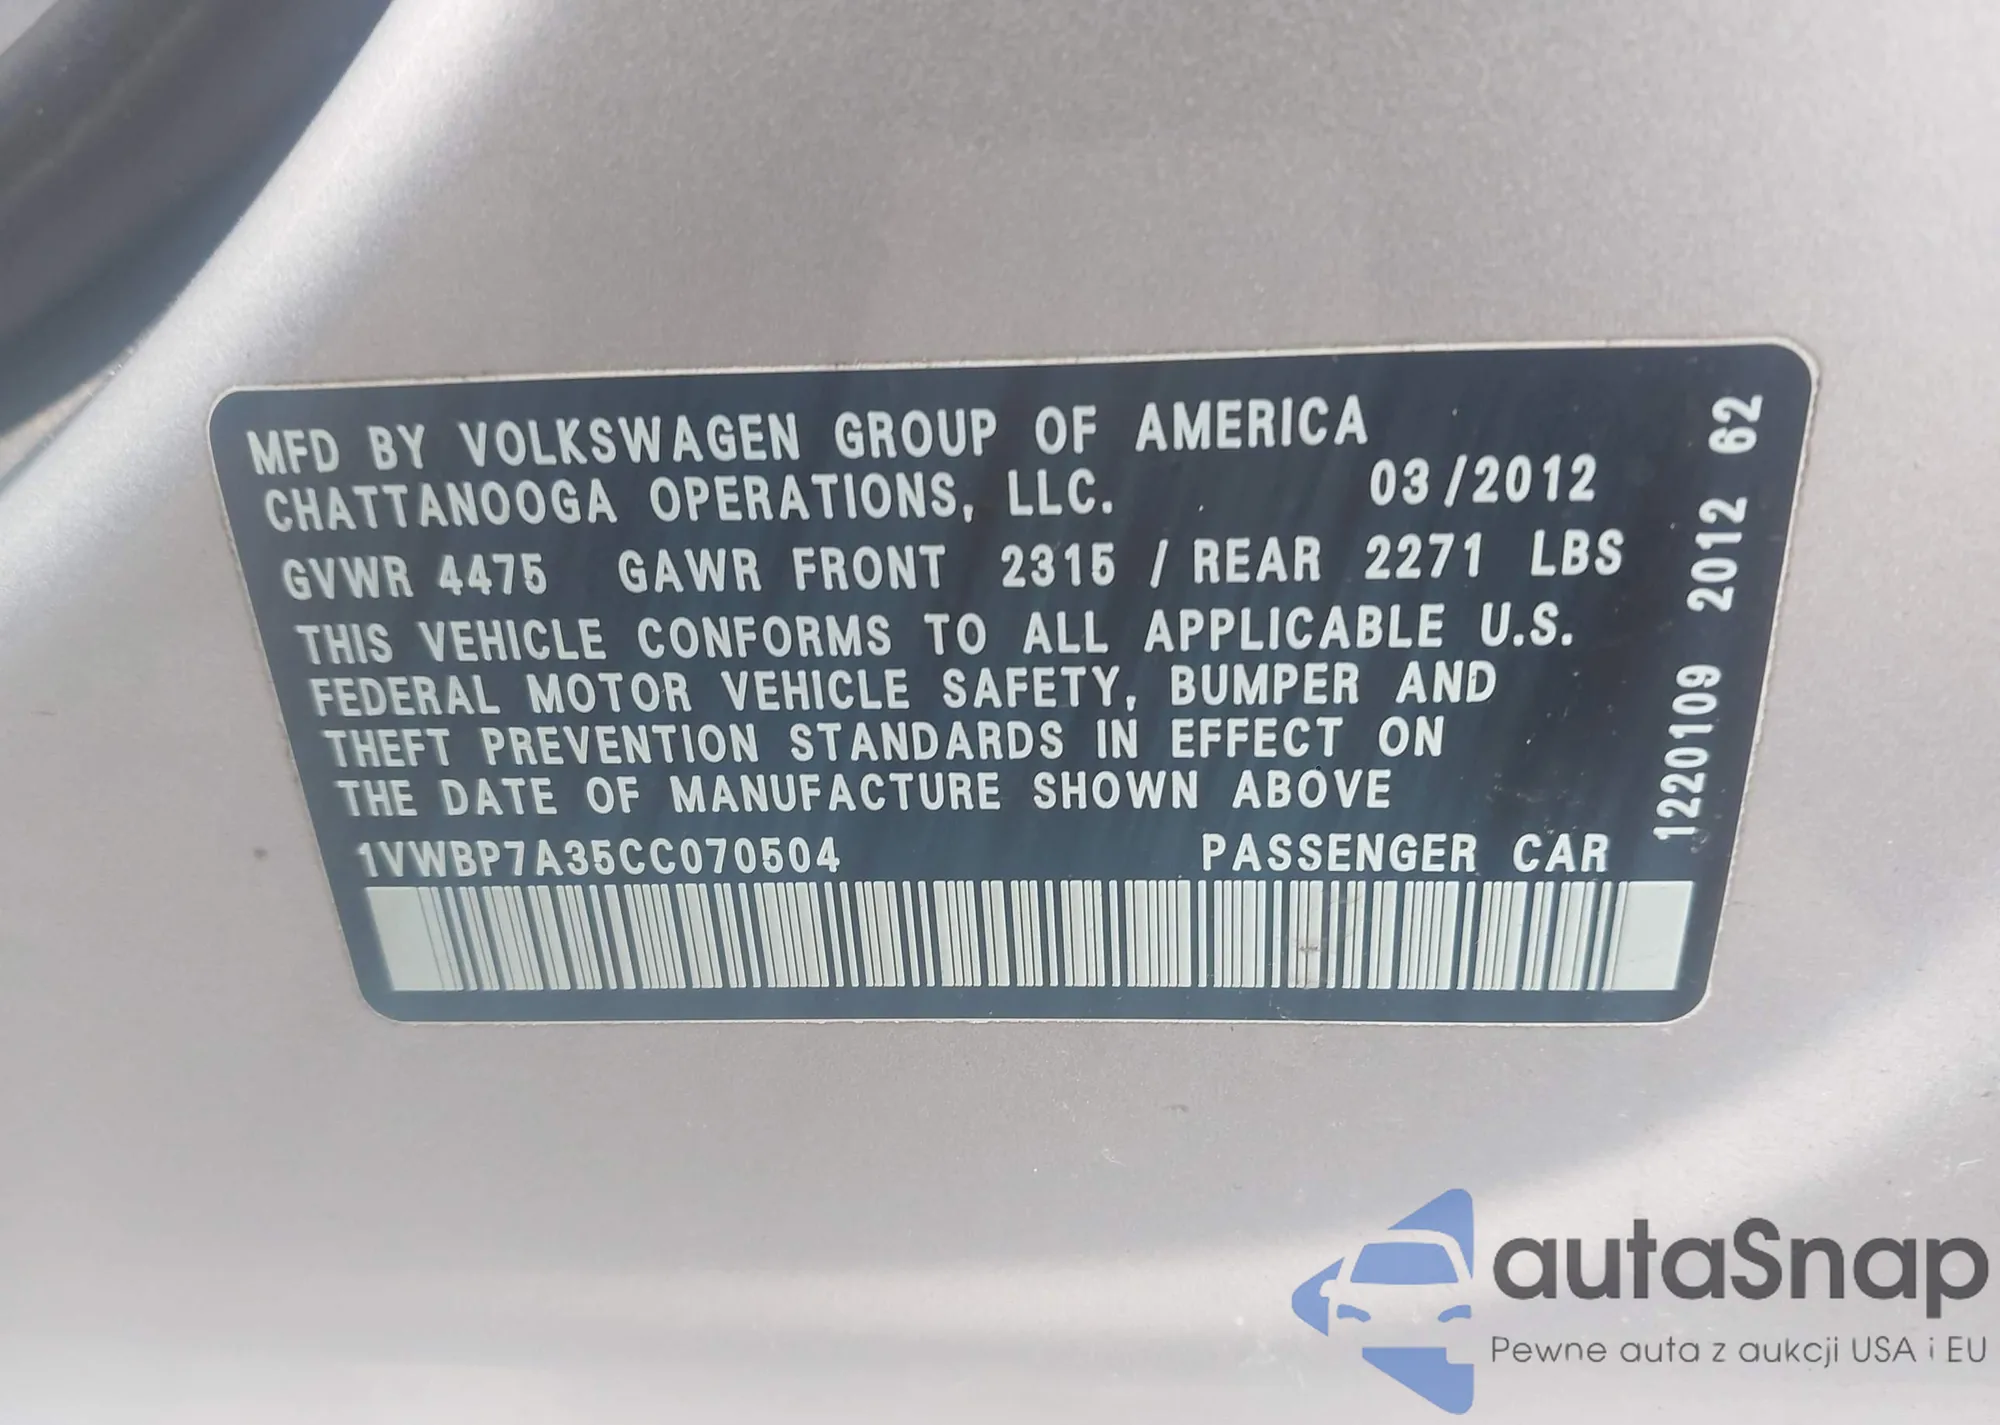 MFD BY VOLKSWAGEN GROUP OF AMERICA
CHATTANOOGA OPERATIONS, LLC. 03/2012
GVWR 4475 GAWR FRONT 2315 / REAR 2271 LBS
THIS VEHICLE CONFORMS TO ALL APPLICABLE U.S.
FEDERAL MOTOR VEHICLE SAFETY, BUMPER AND
THEFT PREVENTION STANDARDS IN EFFECT ON
THE DATE OF MANUFACTURE SHOWN ABOVE
1VWBP7A35CC070504 PASSENGER CAR
1220109 2012 62
autaSnap
Pewne auta z aukcji USA i EU